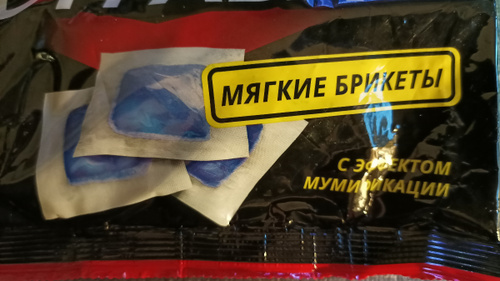 МЯГКИЕ БРИКЕТЫ
С ЭФФЕКТОМ
МУМИФИКАЦИИ